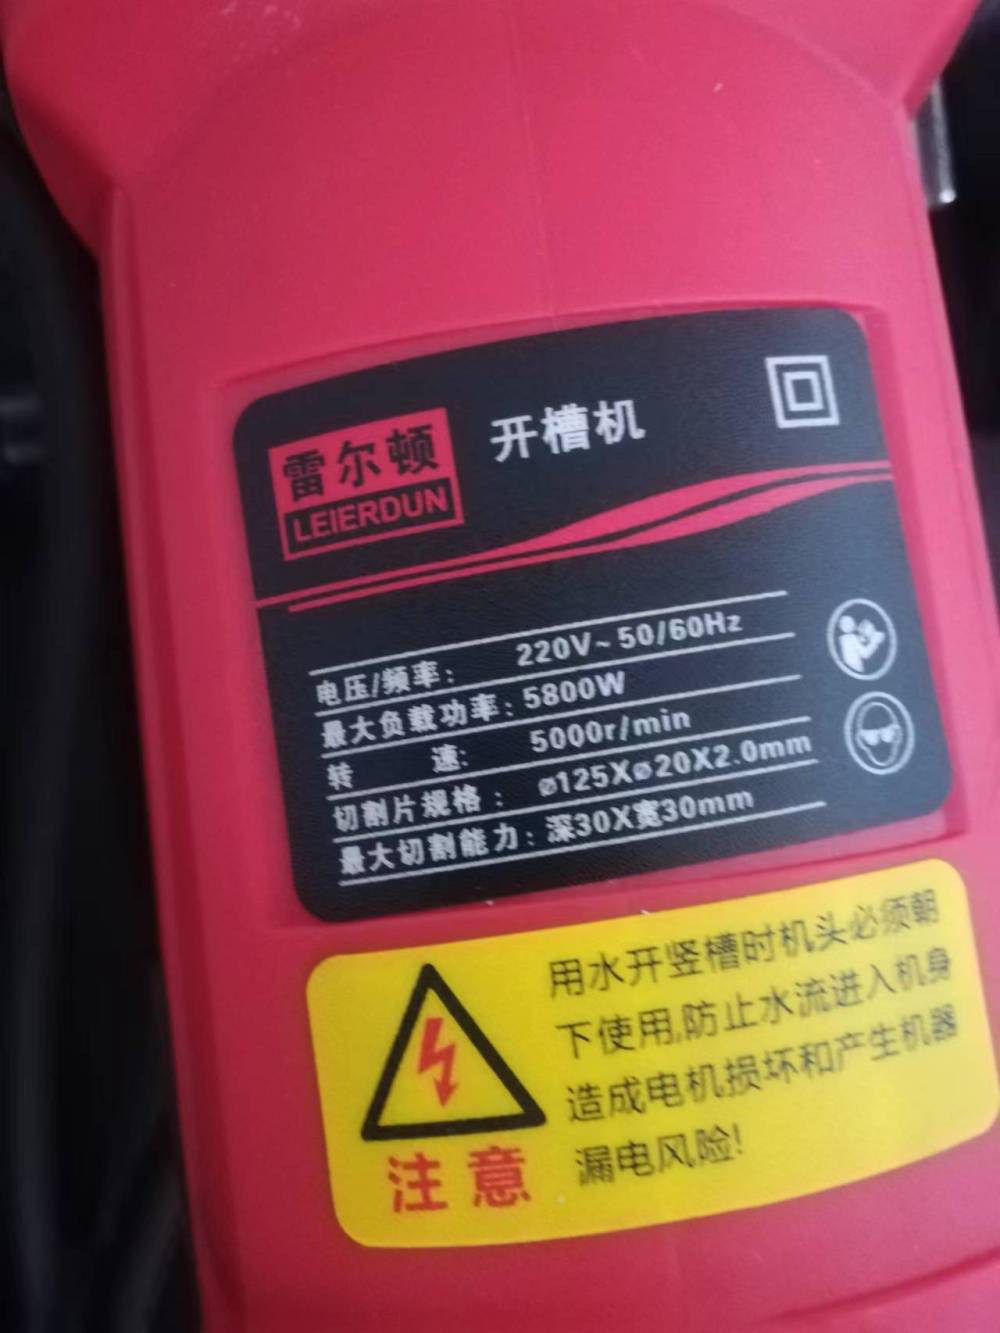 雷尔顿
LEIERDUN
开槽机
电压/频率: 220V~50/60Hz
最大负载功率: 5800W
转 速: 5000r/min
切割片规格: ø125Xø20X2.0mm
最大切割能力: 深30X宽30mm
注意
用水开竖槽时机头必须朝
下使用,防止水流进入机身
造成电机损坏和产生机器
漏电风险!